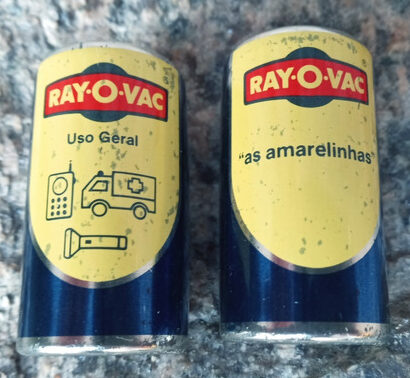 RAY-O-VAC
Uso Geral
RAY-O-VAC
"as amarelinhas"